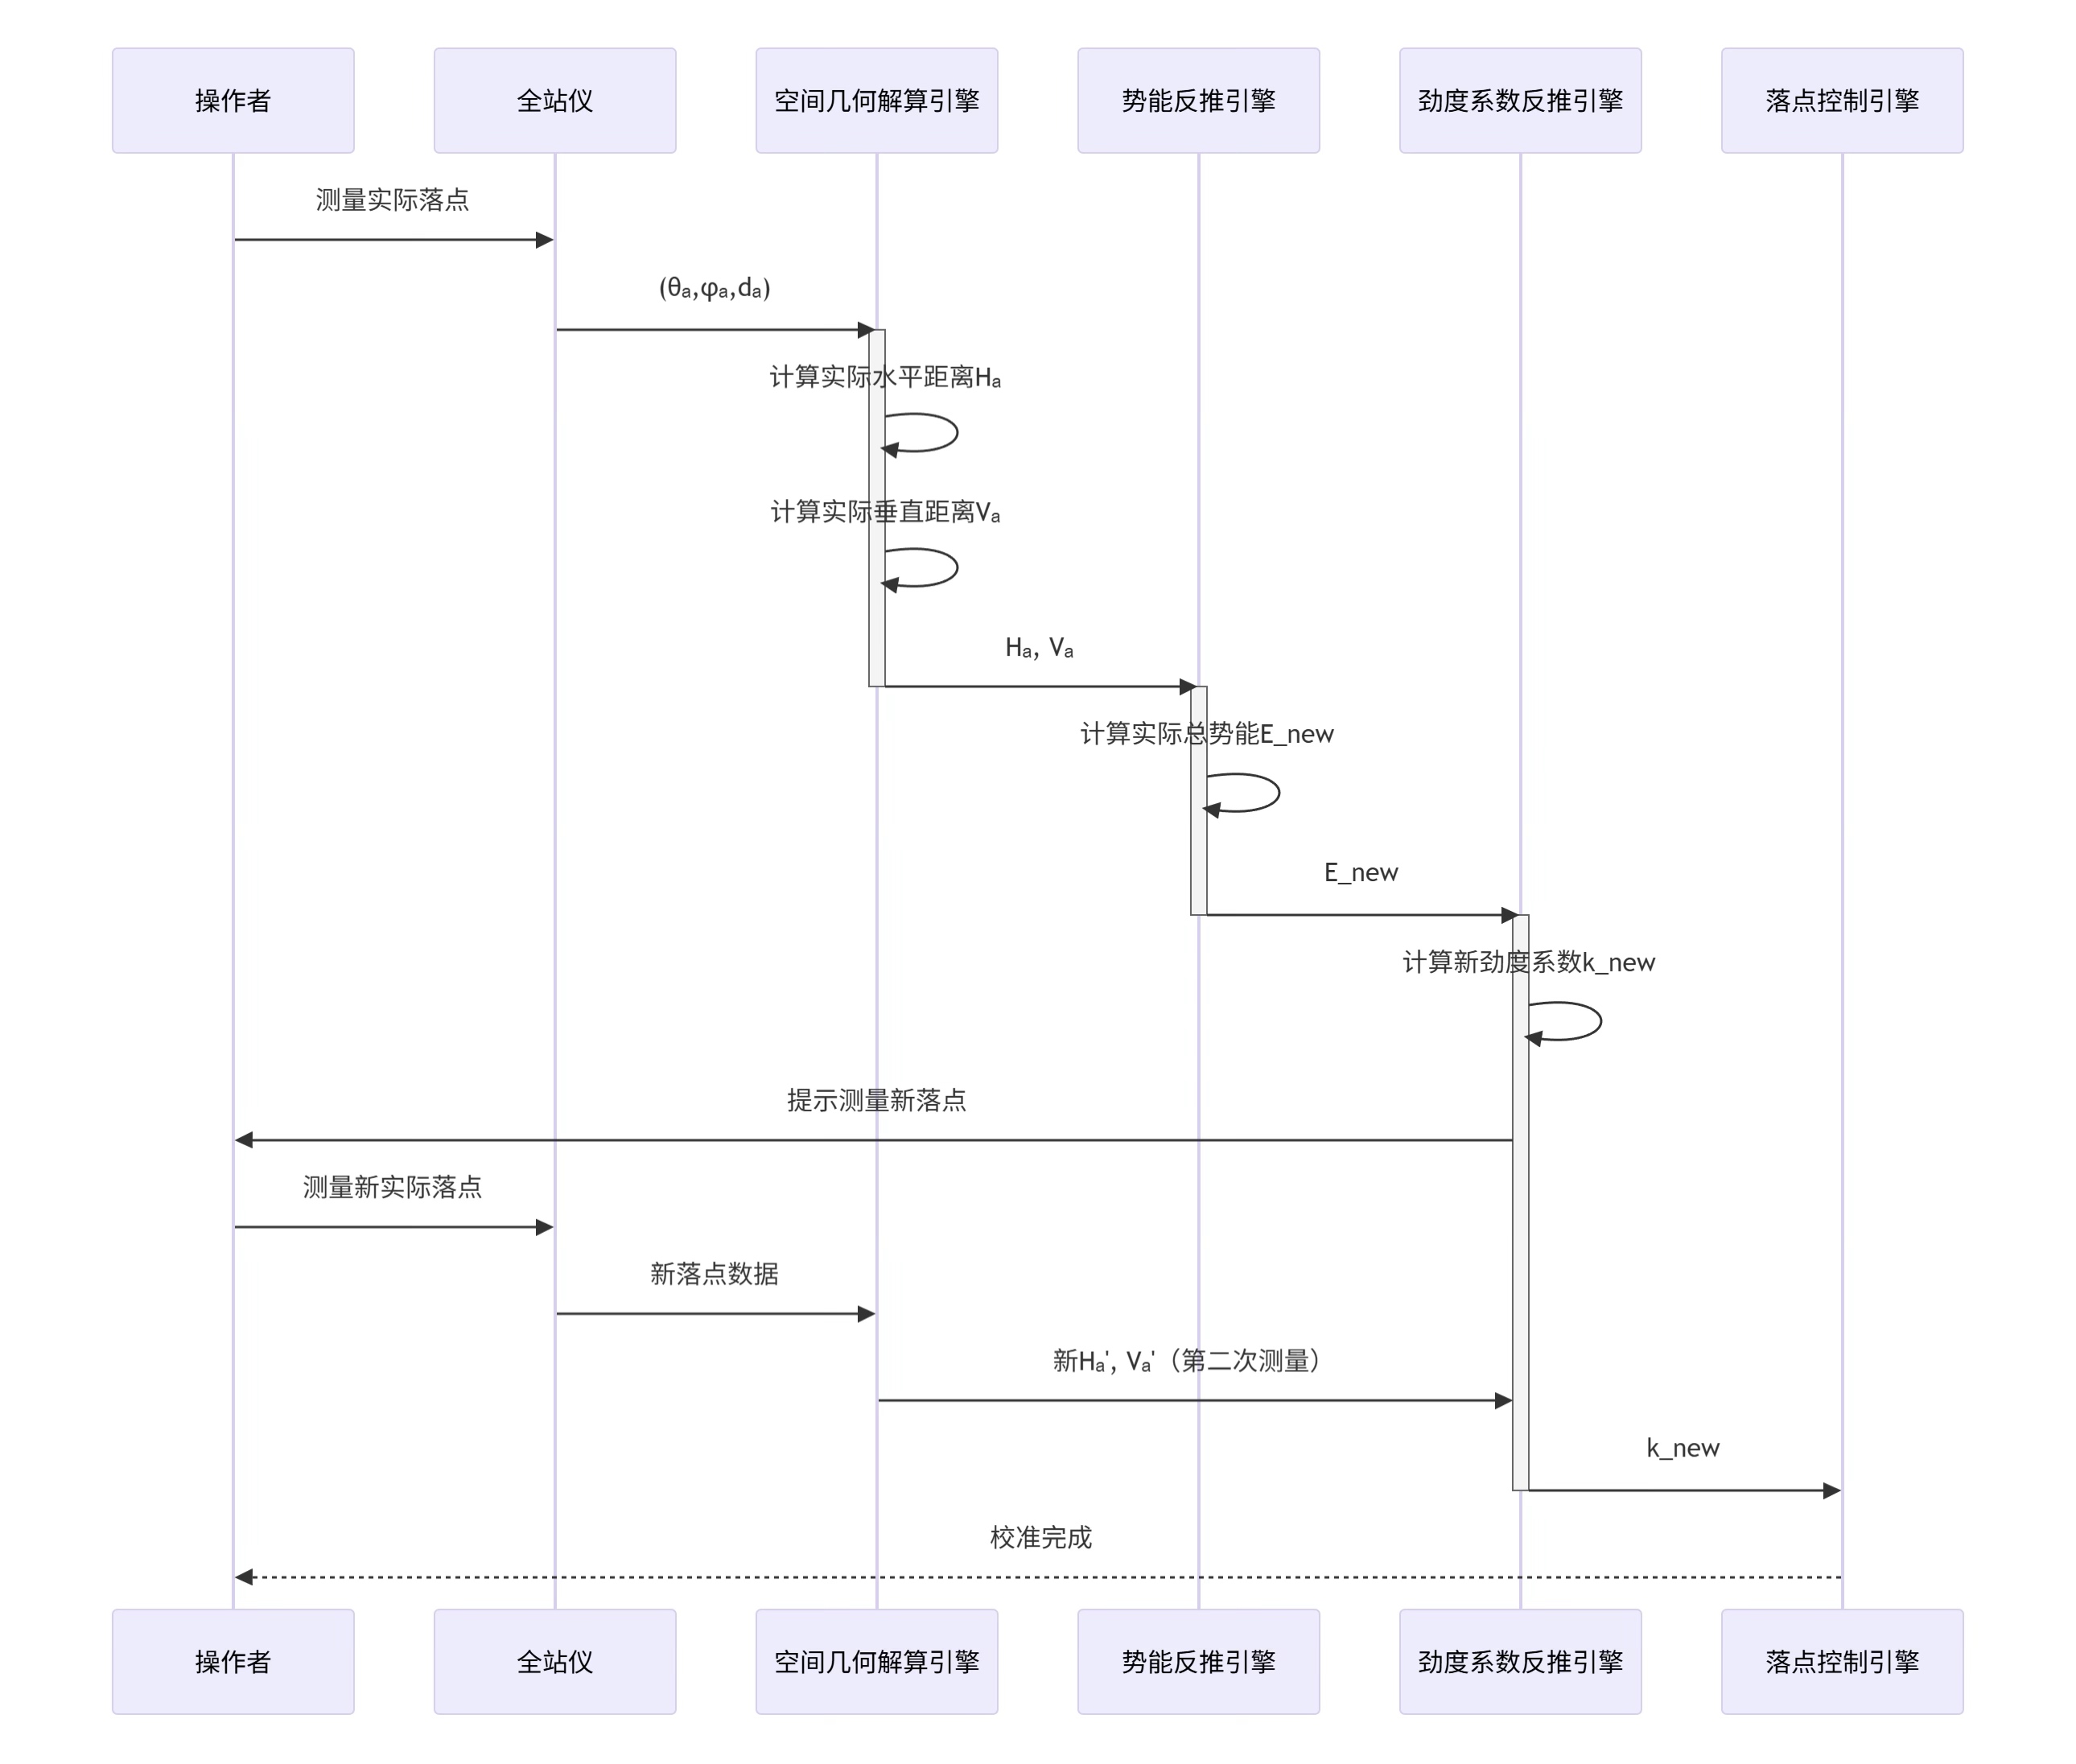 操作者
全站仪
空间几何解算引擎
势能反推引擎
劲度系数反推引擎
落点控制引擎
测量实际落点
(θₐ,φₐ,dₐ)
计算实际水平距离Hₐ
计算实际垂直距离Vₐ
Hₐ, Vₐ
计算实际总势能E_new
E_new
计算新劲度系数k_new
提示测量新落点
测量新实际落点
新落点数据
新Hₐ', Vₐ'（第二次测量）
k_new
校准完成
操作者
全站仪
空间几何解算引擎
势能反推引擎
劲度系数反推引擎
落点控制引擎